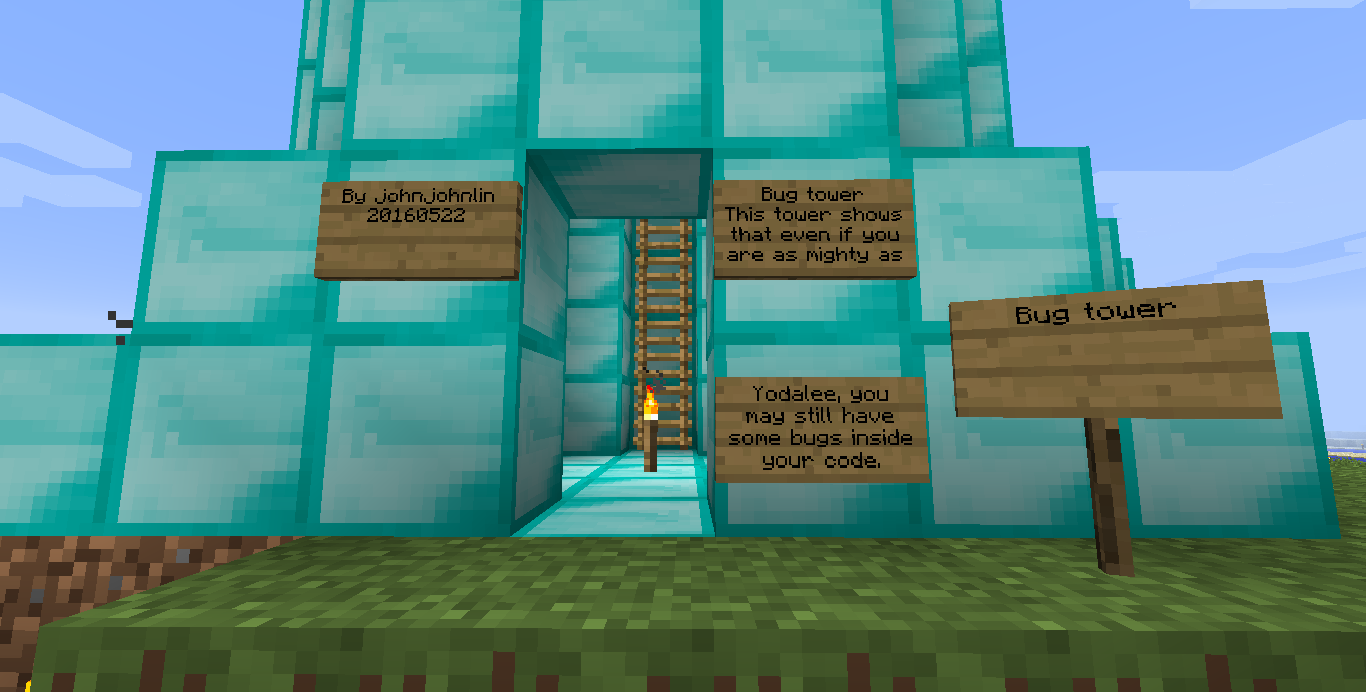 By johnjohnlin
20160522
Bug tower
This tower shows
that even if you
are as mighty as
Yodalee, you
may still have
some bugs inside
your code.
Bug tower